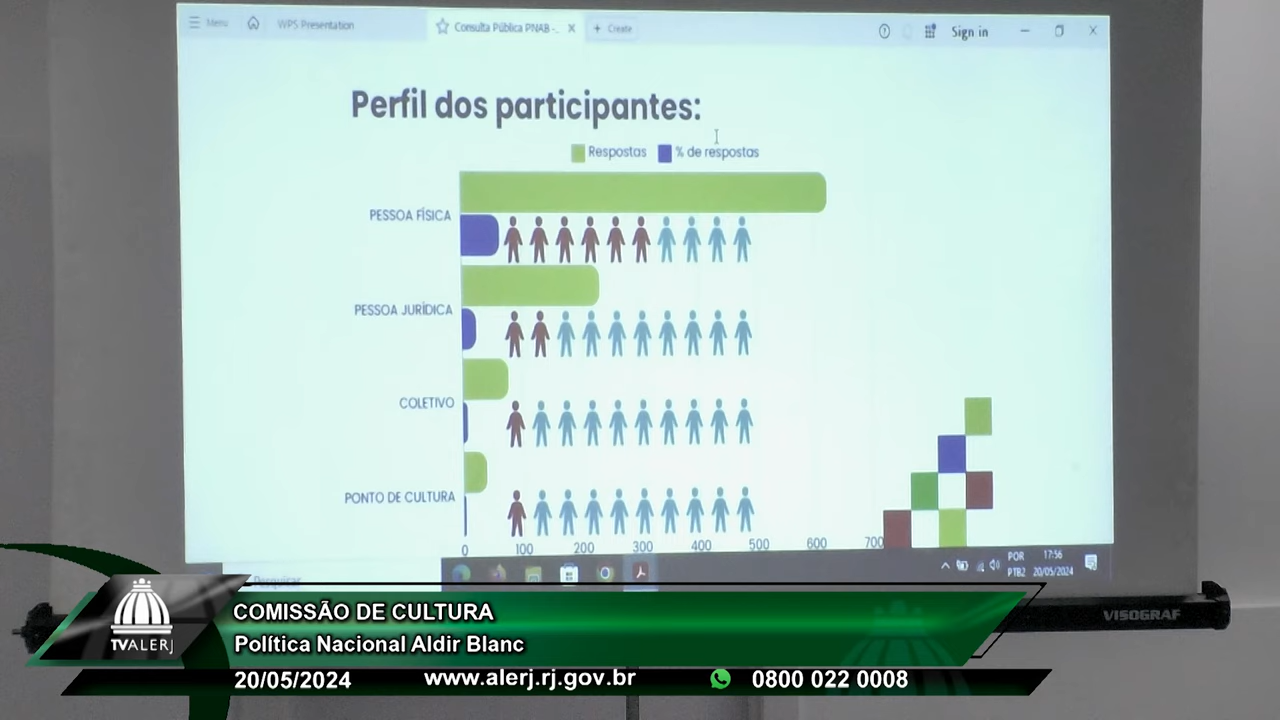 Menu
WPS Presentation
Consulta Pública PNAB -...
+ Create
Sign in
Perfil dos participantes:
Respostas
% de respostas
PESSOA FÍSICA
PESSOA JURÍDICA
COLETIVO
PONTO DE CULTURA
0 100 200 300 400 500 600 700
Pesquisar
POR
PTB2
17:56
20/05/2024
VISOGRAF
TVALERJ
COMISSÃO DE CULTURA
Política Nacional Aldir Blanc
20/05/2024
www.alerj.rj.gov.br
0800 022 0008